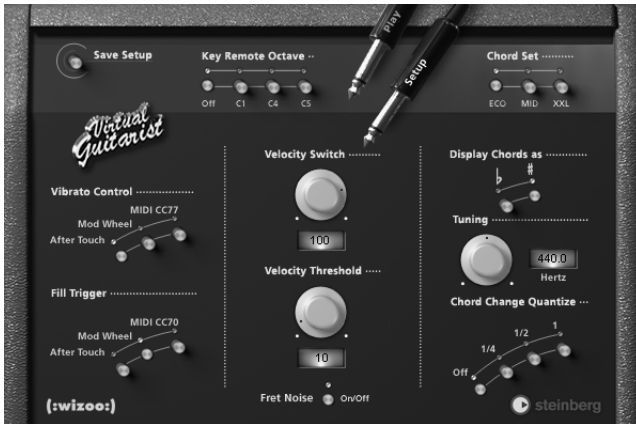 Save Setup
Key Remote Octave
Off C1 C4 C5
Play
Setup
Chord Set
ECO MID XXL
Virtual
Guitarist
Vibrato Control
MIDI CC77
Mod Wheel
After Touch
Fill Trigger
MIDI CC70
Mod Wheel
After Touch
(:wizoo:)
Velocity Switch
100
Velocity Threshold
10
Fret Noise On/Off
Display Chords as
♭ #
Tuning
440.0
Hertz
Chord Change Quantize
Off 1/4 1/2 1
steinberg